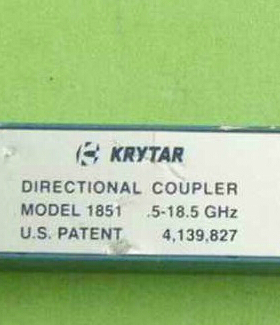 KRYTAR
DIRECTIONAL COUPLER
MODEL 1851 .5-18.5 GHz
U.S. PATENT 4,139,827